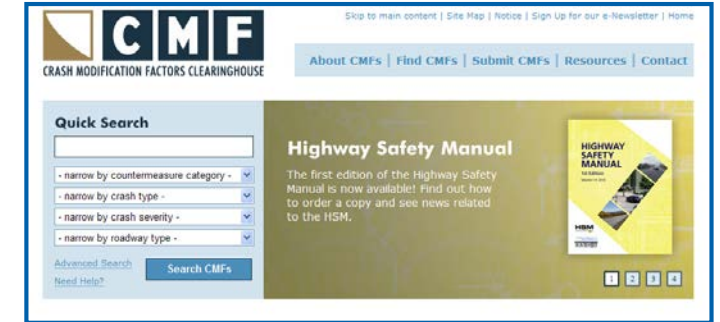 Skip to main content | Site Map | Notice | Sign Up for our e-Newsletter | Home
CMF
CRASH MODIFICATION FACTORS CLEARINGHOUSE
About CMFs | Find CMFs | Submit CMFs | Resources | Contact
Quick Search
- narrow by countermeasure category -
- narrow by crash type -
- narrow by crash severity -
- narrow by roadway type -
Advanced Search
Need Help?
Search CMFs
Highway Safety Manual
The first edition of the Highway Safety
Manual is now available! Find out how
to order a copy and see news related
to the HSM.
HIGHWAY
SAFETY
MANUAL
1st Edition
HSM
1 2 3 4